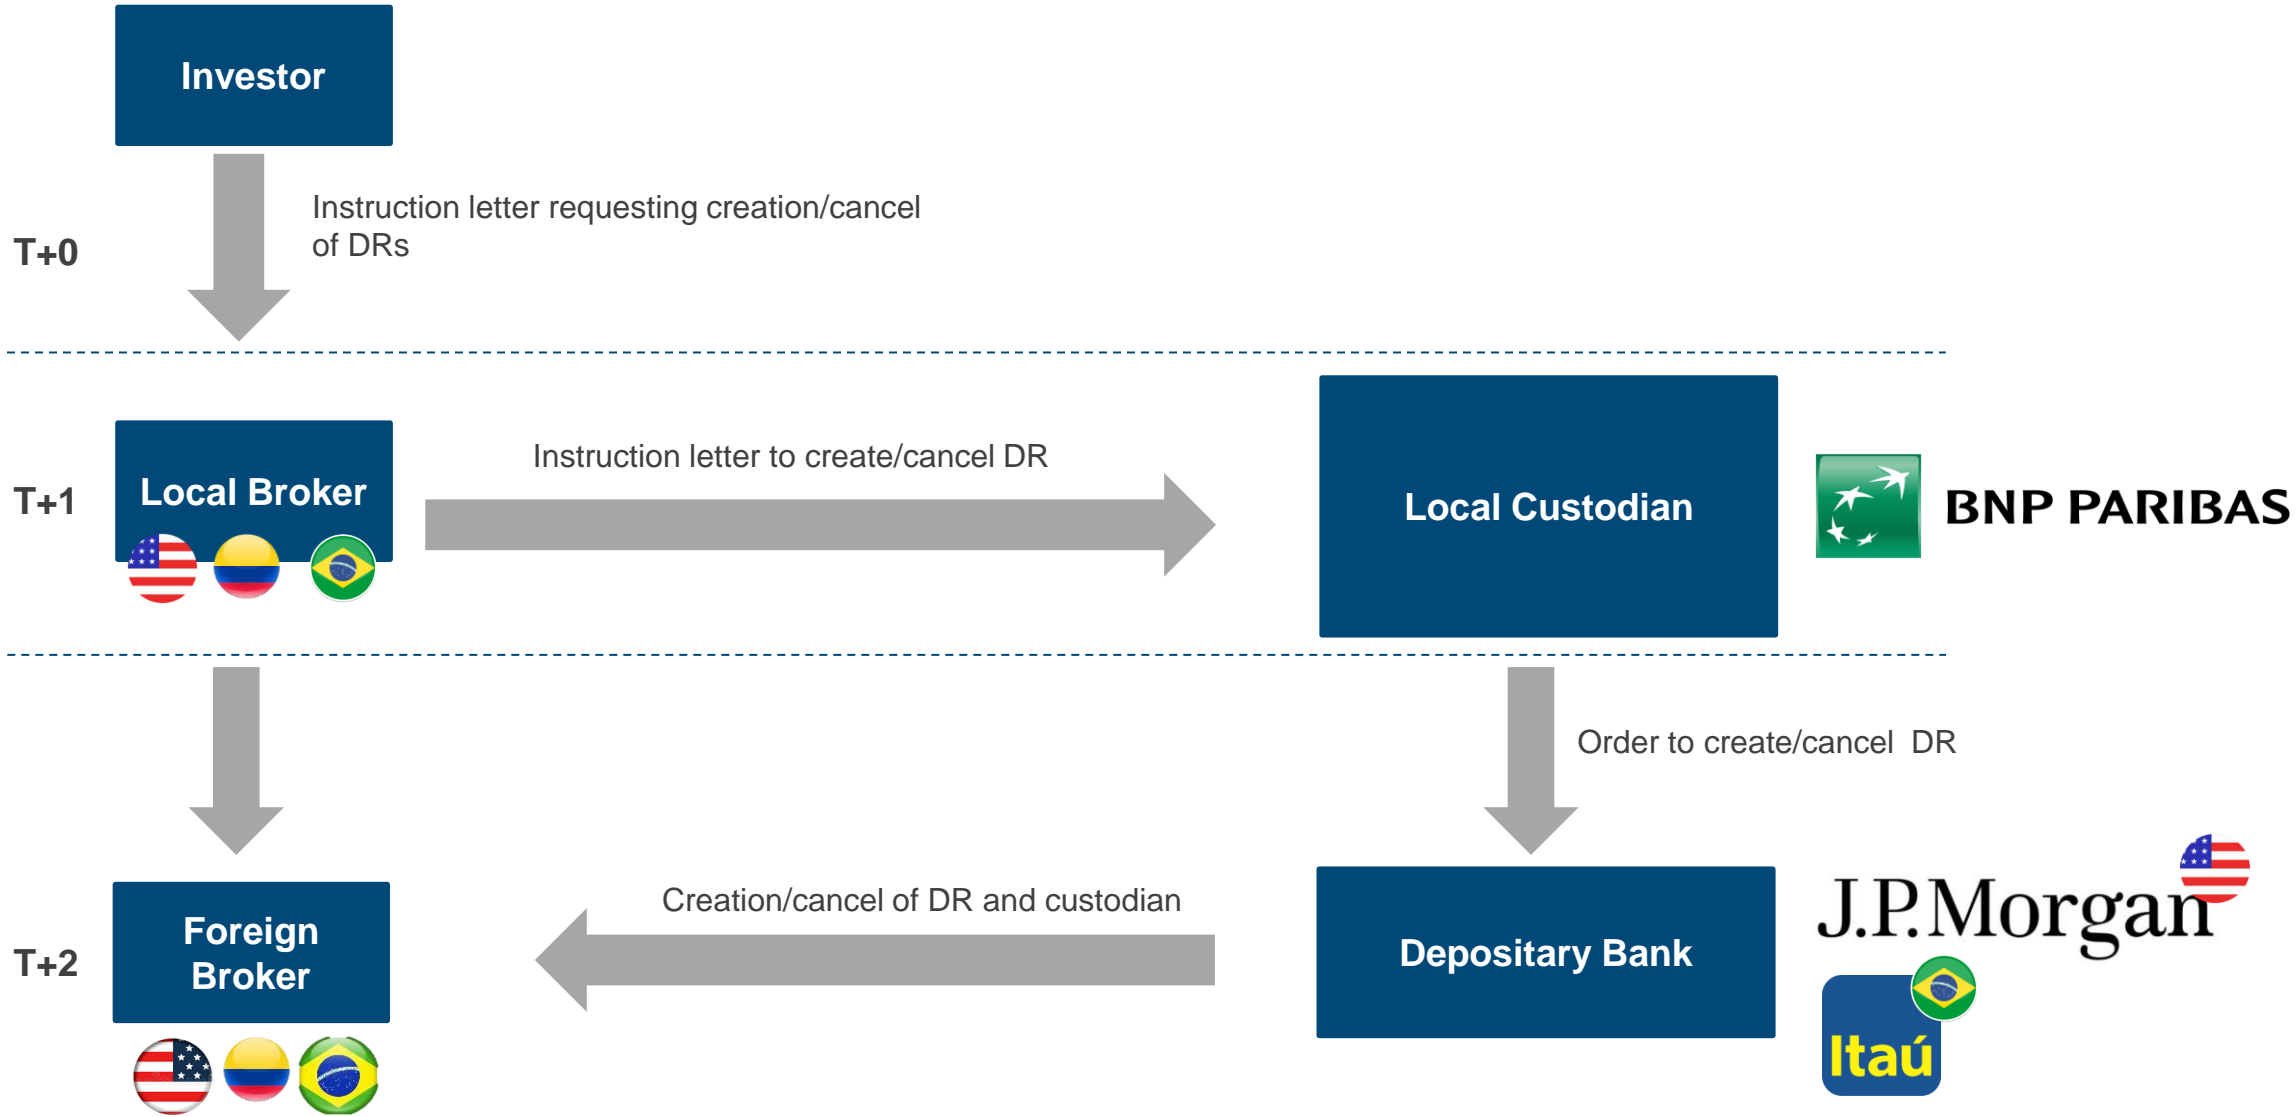 Investor
Instruction letter requesting creation/cancel
of DRs
T+0
Instruction letter to create/cancel DR
T+1
Local Broker
Local Custodian
BNP PARIBAS
Order to create/cancel  DR
Creation/cancel of DR and custodian
J.P.Morgan
T+2
Foreign
Broker
Depositary Bank
Itaú